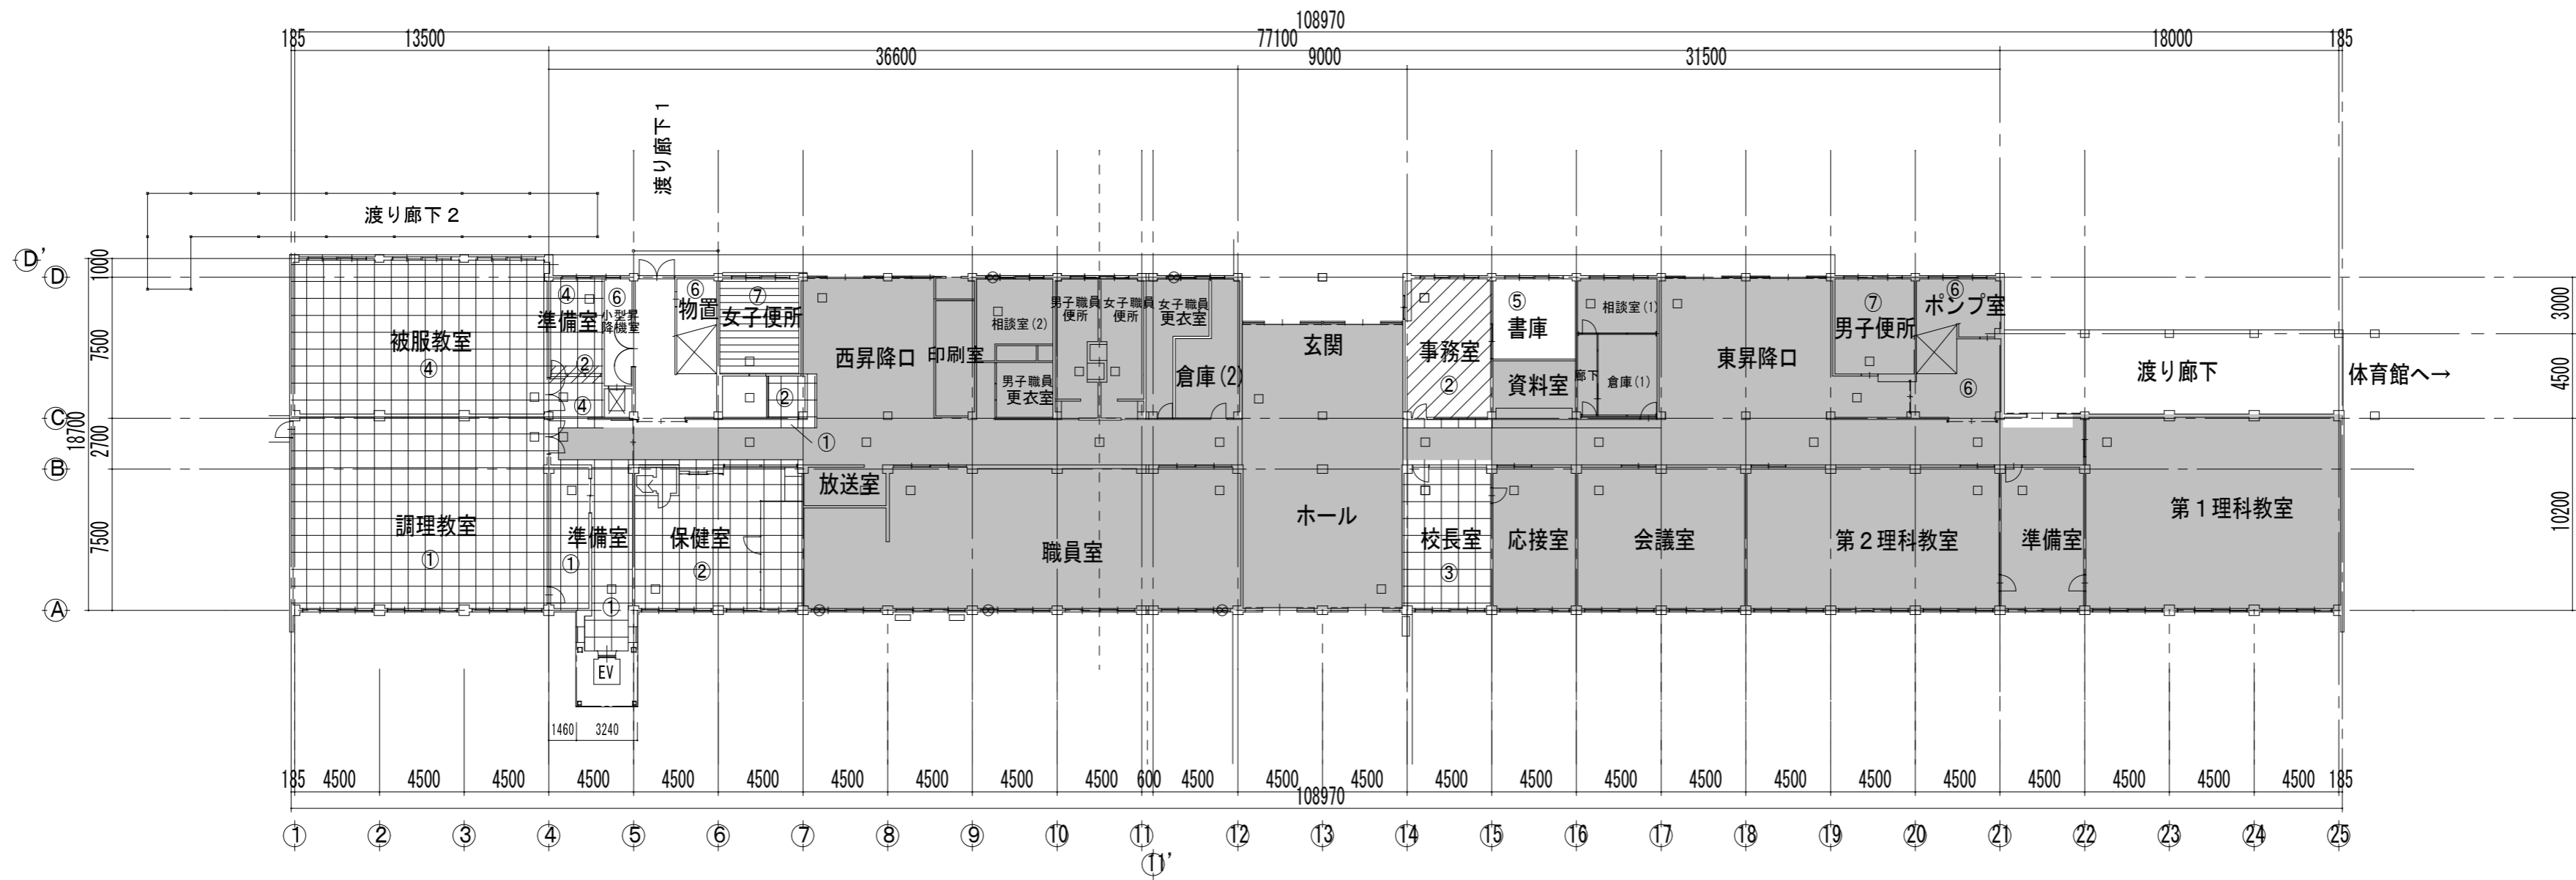 108970
185 13500 77100 18000 185
36600 9000 31500
渡り廊下1
渡り廊下2
D' 1000
D
7500
C
18700
2700
B
7500
A
3000
4500
10200
被服教室
④
④
準備室
②
④
⑥
小型昇
降機室
⑥
物置
⑦
女子便所
②
①
西昇降口
印刷室
相談室(2)
男子職員
更衣室
男子職員
便所
女子職員
便所
女子職員
更衣室
倉庫(2)
玄関
事務室
②
⑤
書庫
資料室
相談室(1)
廊下
倉庫(1)
東昇降口
⑦
男子便所
⑥
ポンプ室
⑥
渡り廊下
体育館へ→
調理教室
①
準備室
①
①
保健室
②
放送室
職員室
ホール
校長室
③
応接室
会議室
第2理科教室
準備室
第1理科教室
EV
1460 3240
185 4500 4500 4500 4500 4500 4500 4500 4500 4500 4500 600 4500 4500 4500 4500 4500 4500 4500 4500 4500 4500 4500 4500 4500 4500 185
108970
① ② ③ ④ ⑤ ⑥ ⑦ ⑧ ⑨ ⑩ ⑪ ⑫ ⑬ ⑭ ⑮ ⑯ ⑰ ⑱ ⑲ ⑳ ㉑ ㉒ ㉓ ㉔ ㉕
⑪'